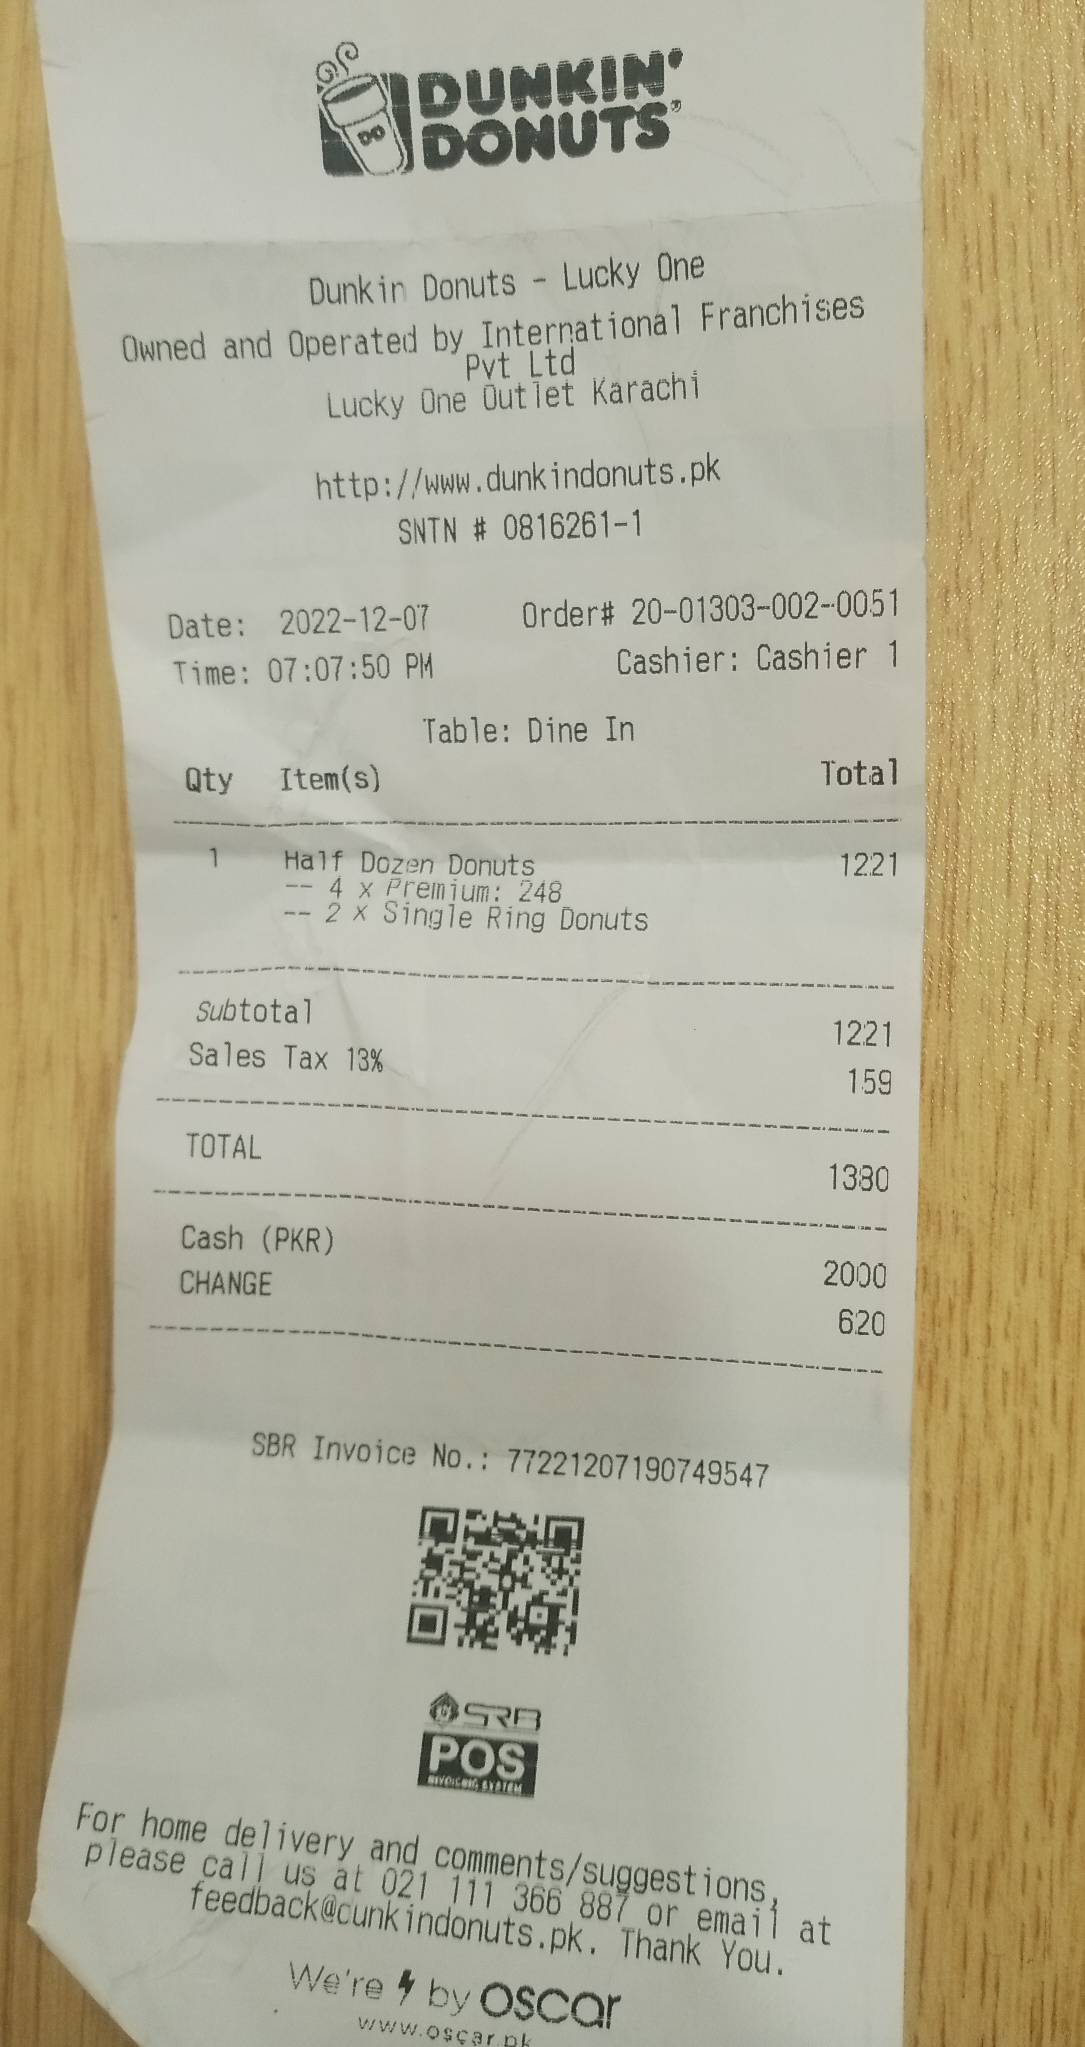 DUNKIN'
DONUTS®
DD
Dunkin Donuts - Lucky One
Owned and Operated by International Franchises
Pvt Ltd
Lucky One Outlet Karachi
http://www.dunkindonuts.pk
SNTN # 0816261-1
Date: 2022-12-07 Order# 20-01303-002-0051
Time: 07:07:50 PM Cashier: Cashier 1
Table: Dine In
Qty Item(s) Total
1 Half Dozen Donuts 1221
-- 4 x Premium: 248
-- 2 x Single Ring Donuts
Subtotal 1221
Sales Tax 13% 159
TOTAL 1380
Cash (PKR) 2000
CHANGE 620
SBR Invoice No.: 77221207190749547
SRB
POS
INVOICING SYSTEM
For home delivery and comments/suggestions,
please call us at 021 111 366 887 or email at
feedback@dunkindonuts.pk. Thank You.
We're by oscar
www.oscar.pk